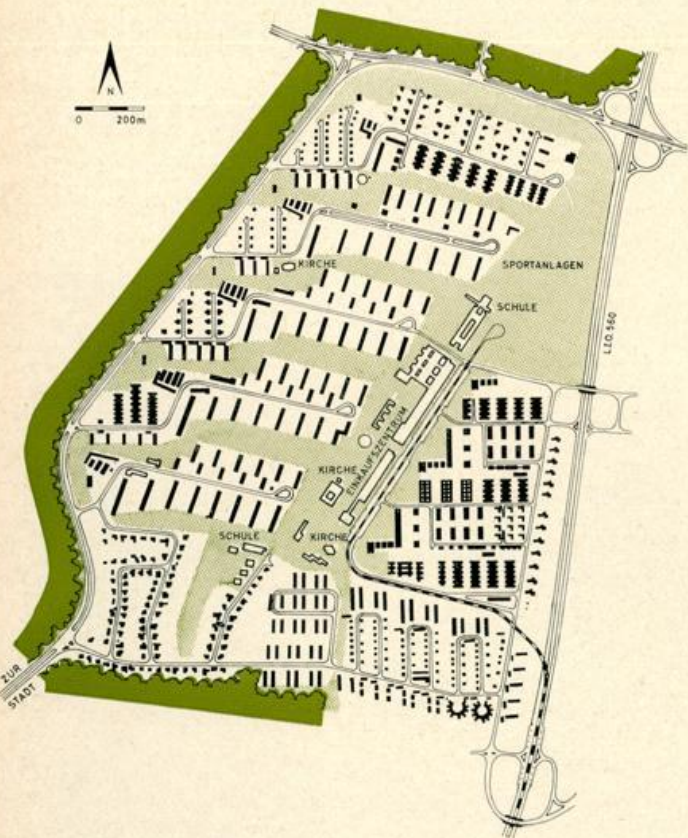 N
0 200m
KIRCHE
SPORTANLAGEN
SCHULE
L.Z.O. 560
EINKAUFSZENTRUM
KIRCHE
SCHULE
KIRCHE
ZUR
STADT